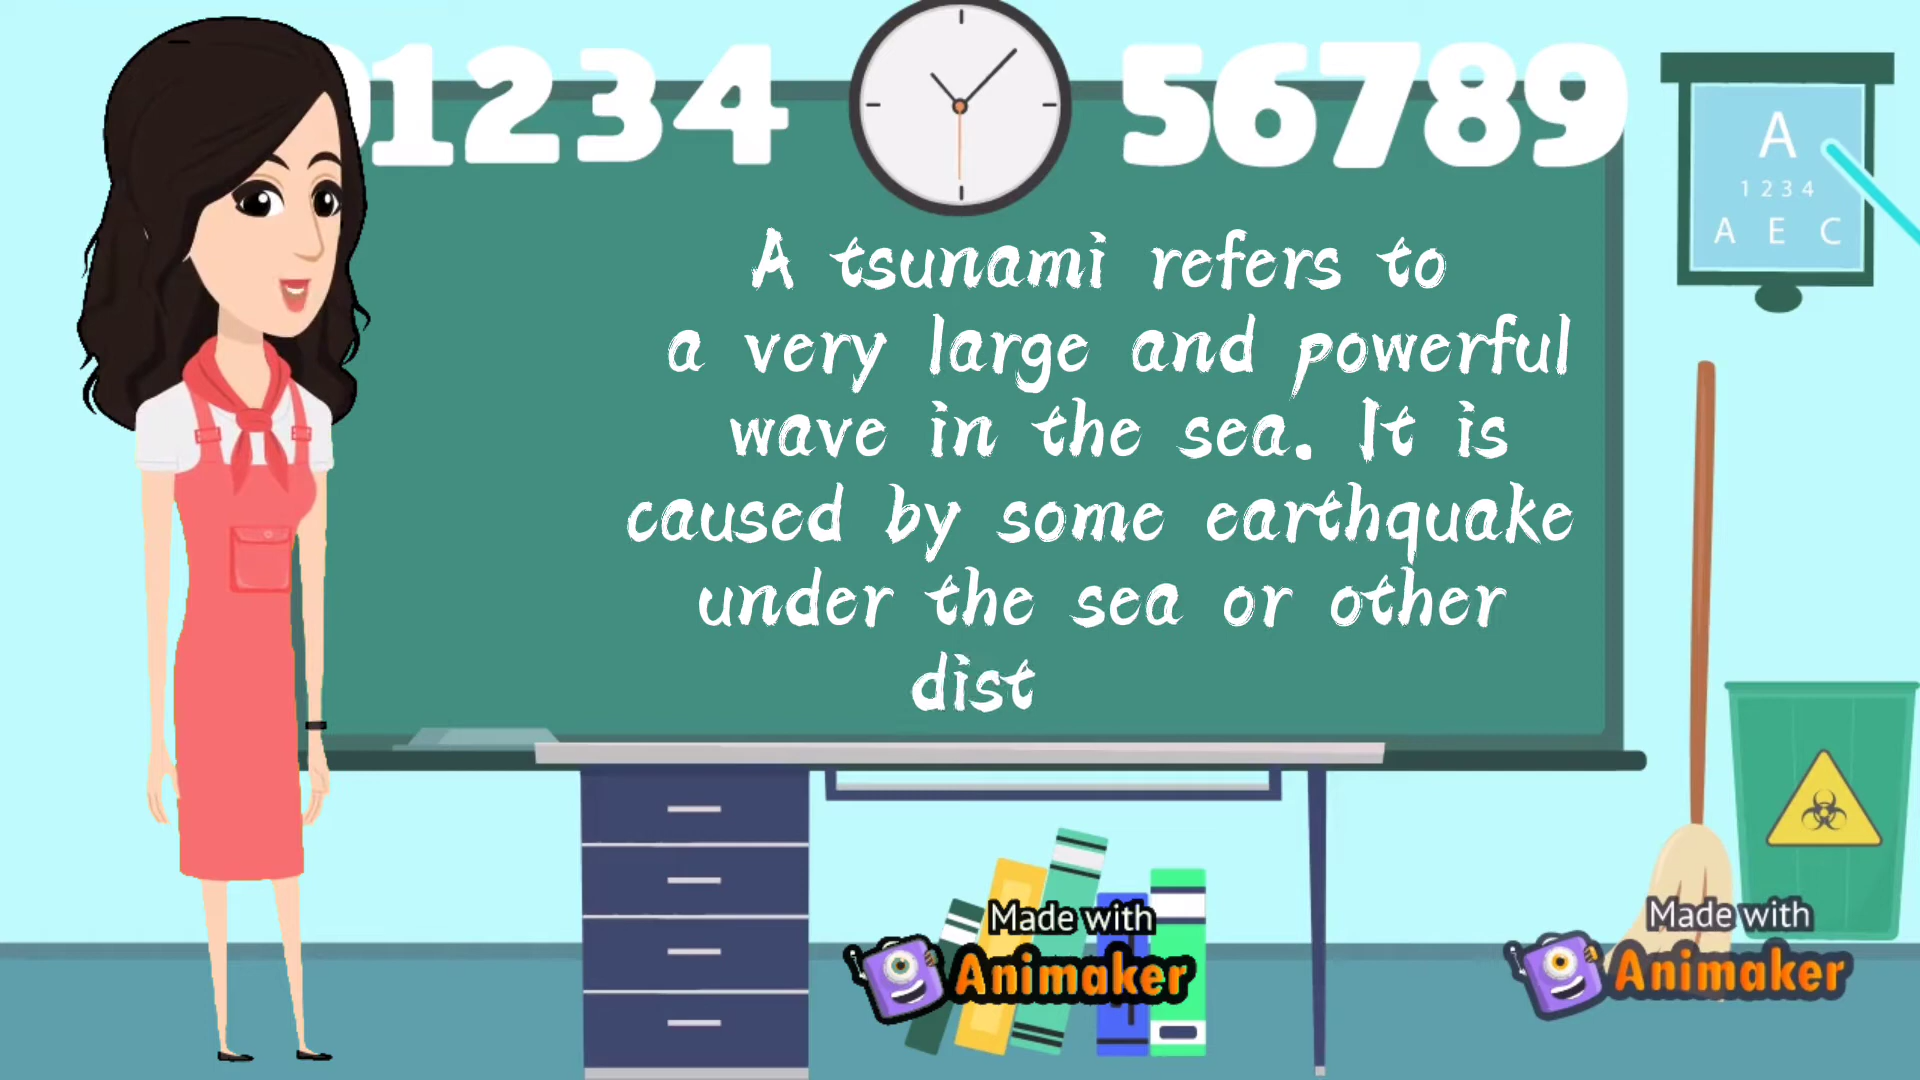 01234 56789
A
1 2 3 4
A E C
A tsunami refers to
a very large and powerful
wave in the sea. It is
caused by some earthquake
under the sea or other
dist
Made with
Animaker
Made with
Animaker